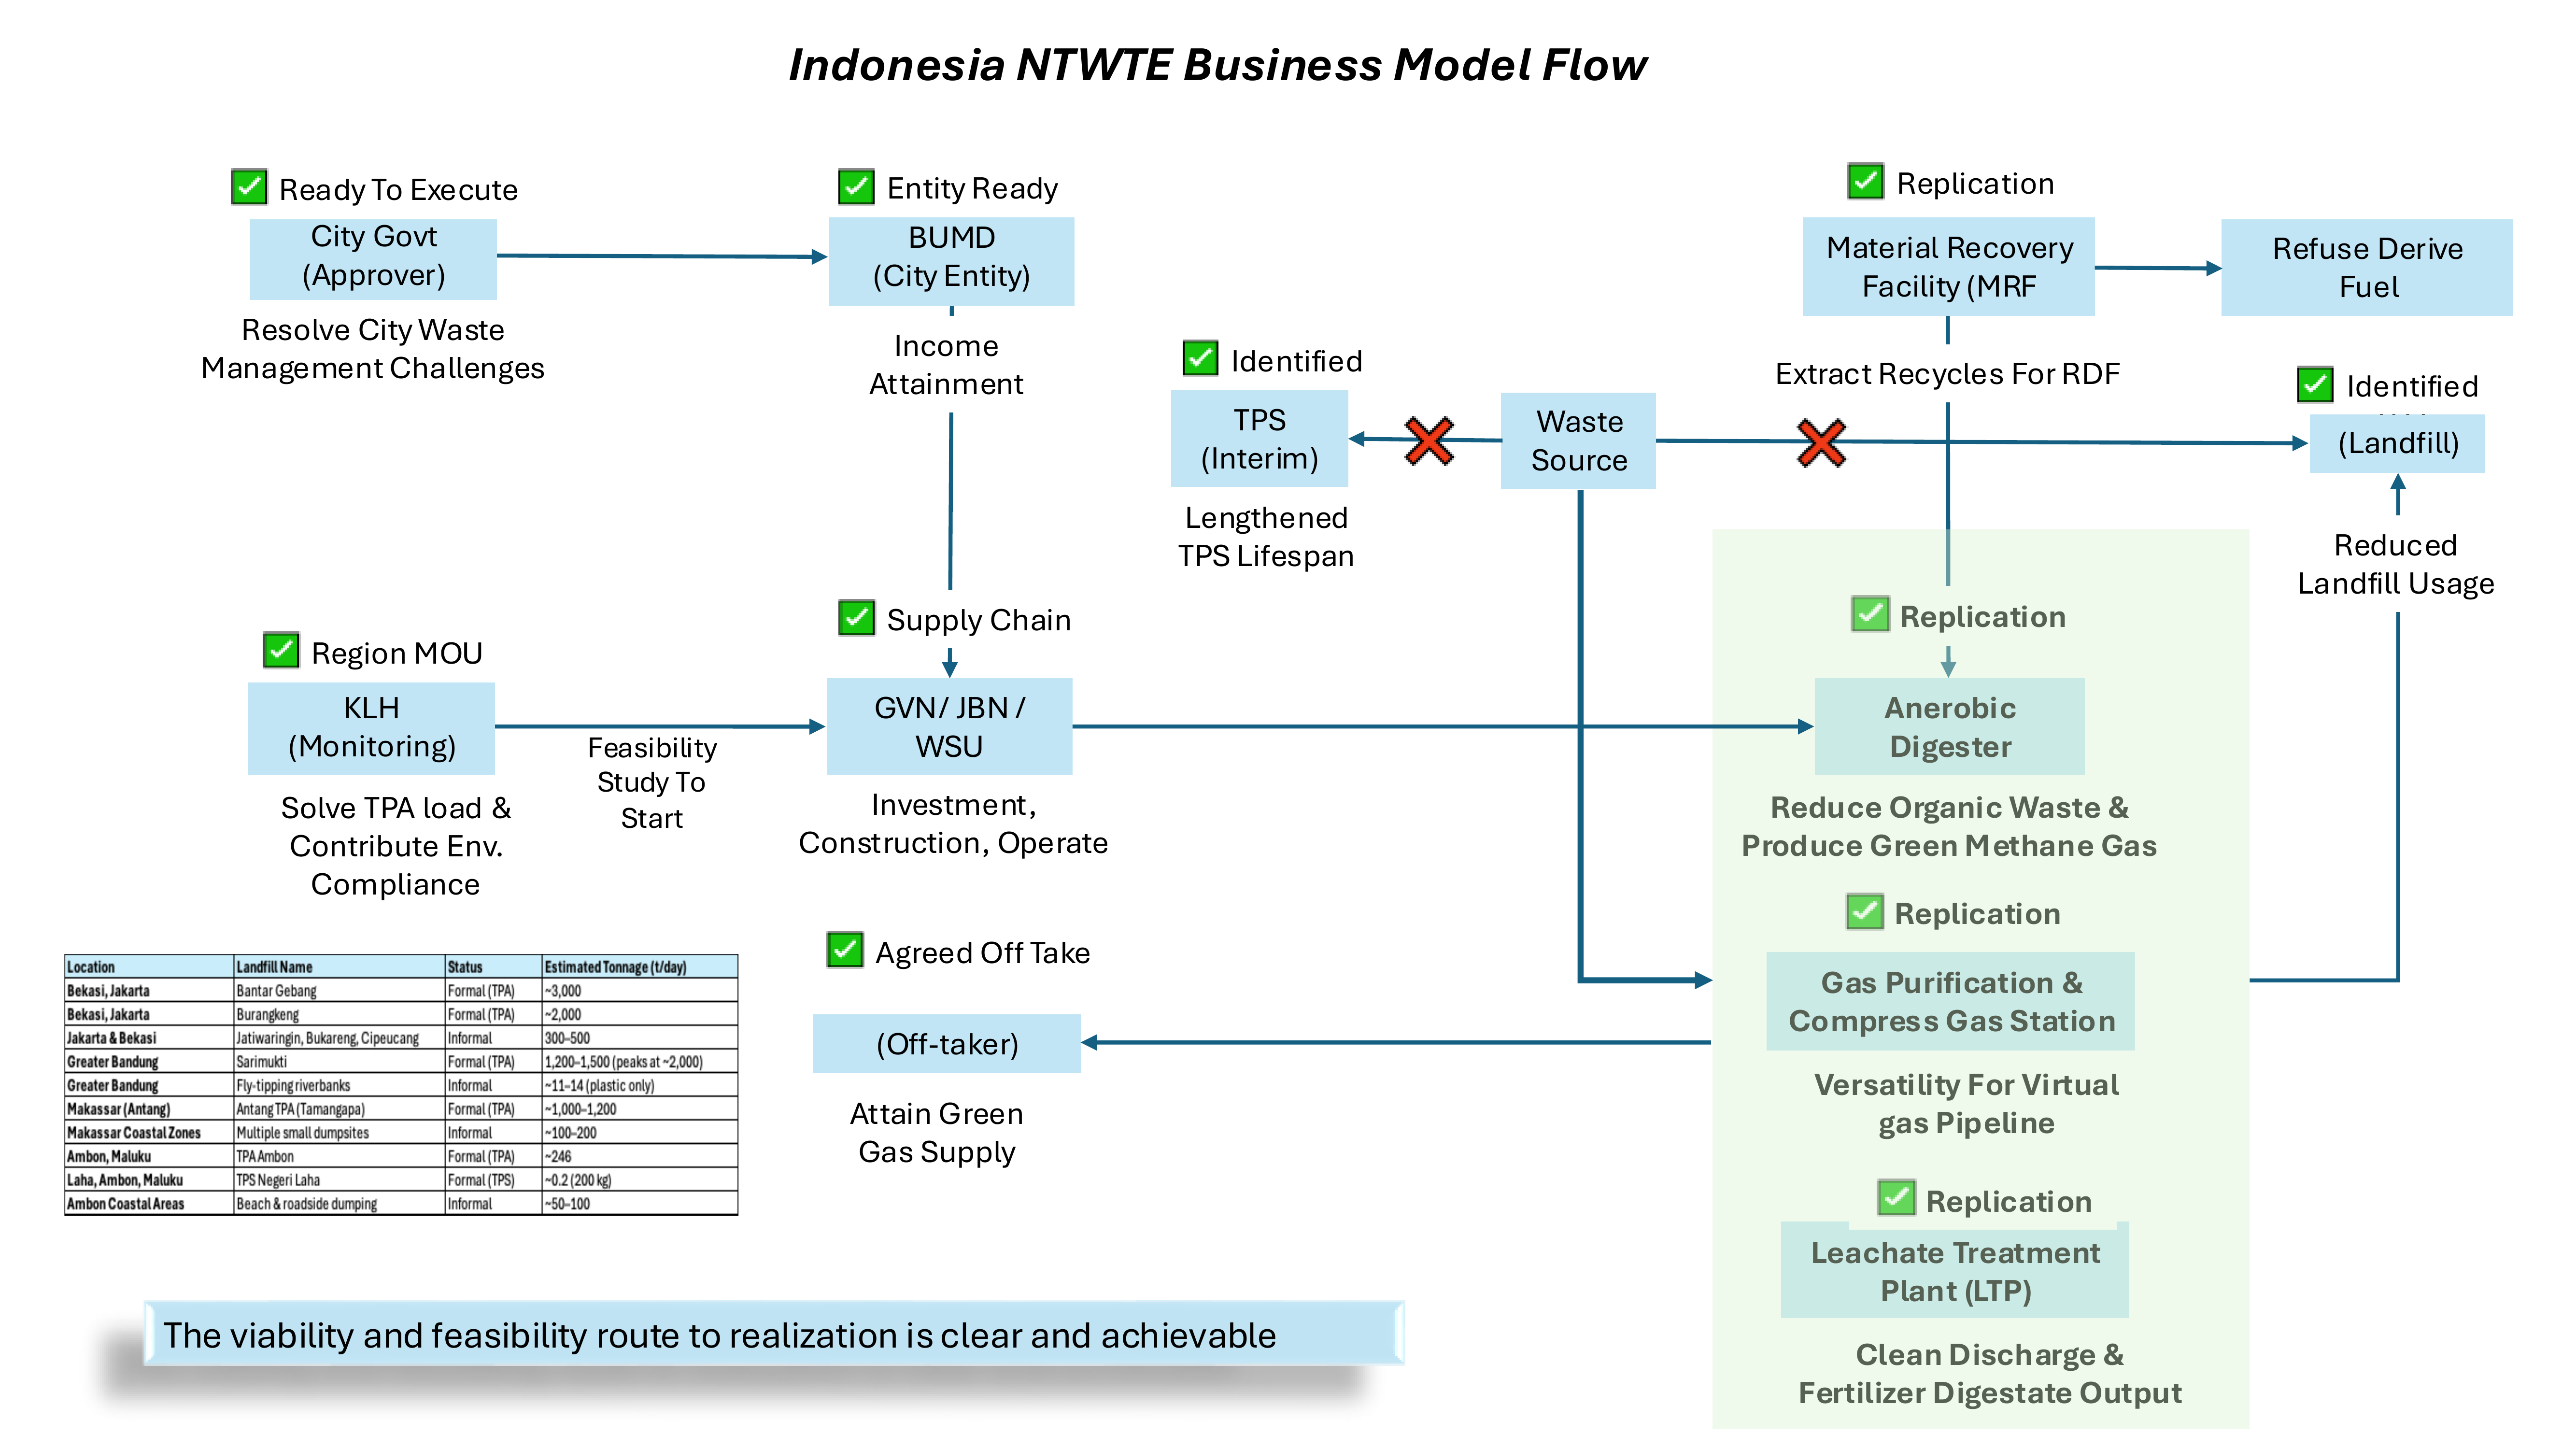 Indonesia NTWTE Business Model Flow
Ready To Execute
City Govt
(Approver)
Resolve City Waste
Management Challenges
Entity Ready
BUMD
(City Entity)
Income
Attainment
Replication
Material Recovery
Facility (MRF
Refuse Derive
Fuel
Extract Recycles For RDF
Identified
TPS
(Interim)
Lengthened
TPS Lifespan
Waste
Source
Identified
(Landfill)
Reduced
Landfill Usage
Region MOU
KLH
(Monitoring)
Solve TPA load &
Contribute Env.
Compliance
Feasibility
Study To
Start
Supply Chain
GVN/ JBN /
WSU
Investment,
Construction, Operate
Replication
Anerobic
Digester
Reduce Organic Waste &
Produce Green Methane Gas
Replication
Gas Purification &
Compress Gas Station
Versatility For Virtual
gas Pipeline
Replication
Leachate Treatment
Plant (LTP)
Clean Discharge &
Fertilizer Digestate Output
Agreed Off Take
(Off-taker)
Attain Green
Gas Supply
Location Landfill Name Status Estimated Tonnage (t/day)
Bekasi, Jakarta Bantar Gebang Formal (TPA) ~3,000
Bekasi, Jakarta Burangkeng Formal (TPA) ~2,000
Jakarta & Bekasi Jatiwaringin, Bukareng, Cipeucang Informal 300–500
Greater Bandung Sarimukti Formal (TPA) 1,200–1,500 (peaks at ~2,000)
Greater Bandung Fly-tipping riverbanks Informal ~11–14 (plastic only)
Makassar (Antang) Antang TPA (Tamangapa) Formal (TPA) ~1,000–1,200
Makassar Coastal Zones Multiple small dumpsites Informal ~100–200
Ambon, Maluku TPA Ambon Formal (TPA) ~246
Laha, Ambon, Maluku TPS Negeri Laha Formal (TPS) ~0.2 (200 kg)
Ambon Coastal Areas Beach & roadside dumping Informal ~50–100
The viability and feasibility route to realization is clear and achievable